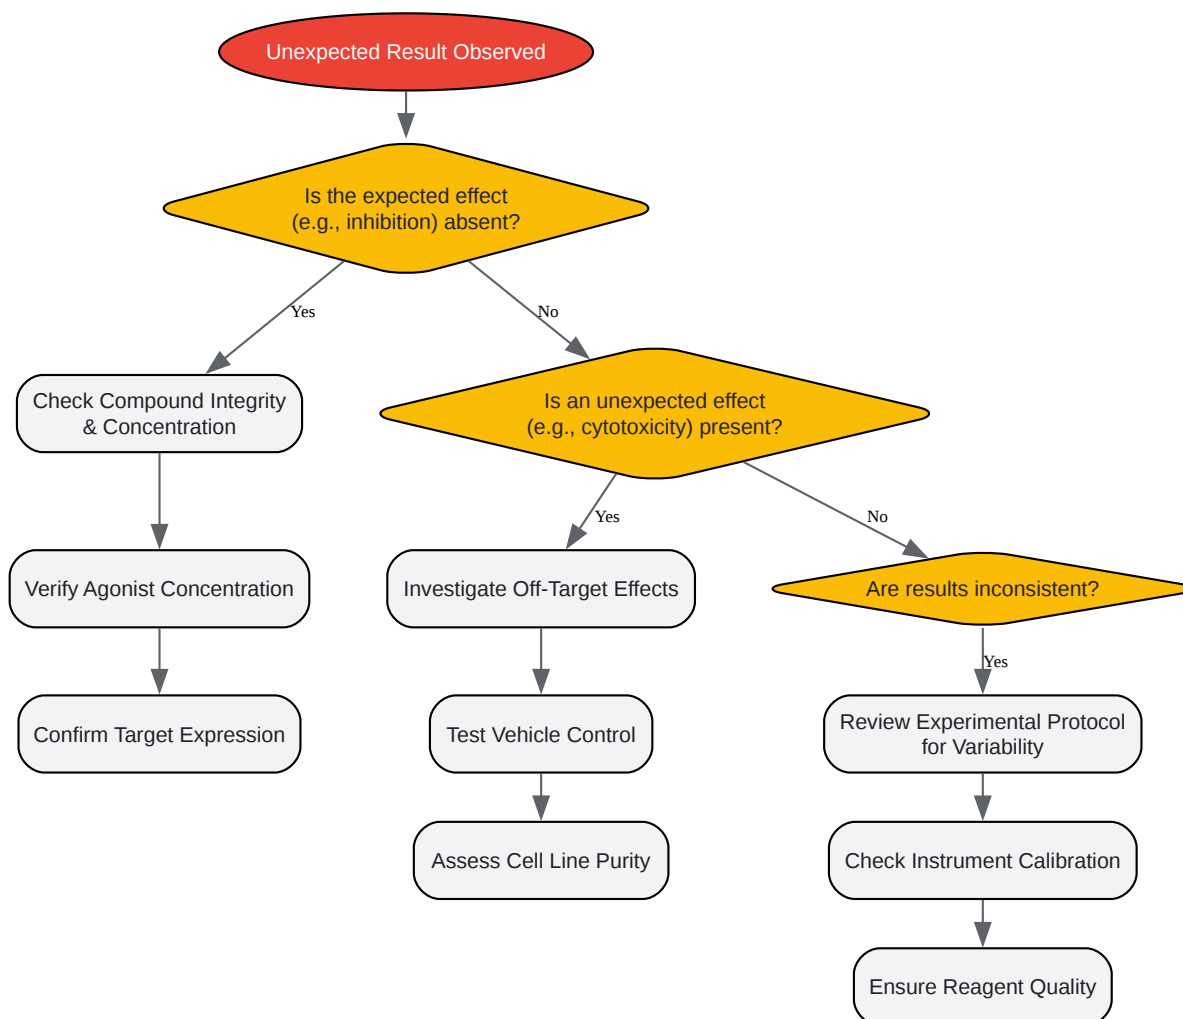 Unexpected Result Observed
Is the expected effect
(e.g., inhibition) absent?
Yes
No
Check Compound Integrity
& Concentration
Is an unexpected effect
(e.g., cytotoxicity) present?
Yes
No
Verify Agonist Concentration
Investigate Off-Target Effects
Are results inconsistent?
Yes
Confirm Target Expression
Test Vehicle Control
Review Experimental Protocol
for Variability
Assess Cell Line Purity
Check Instrument Calibration
Ensure Reagent Quality